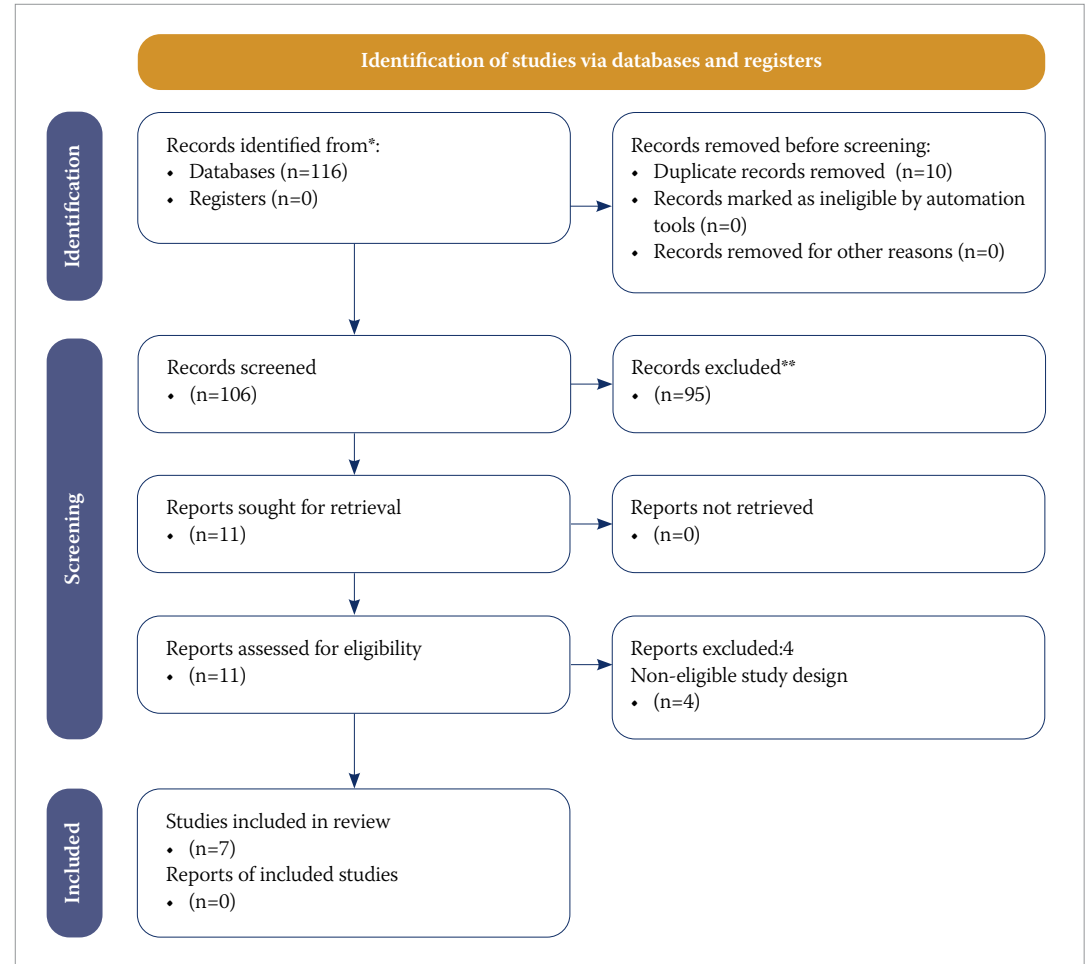 Identification of studies via databases and registers
Identification
Records identified from*:
• Databases (n=116)
• Registers (n=0)
Records removed before screening:
• Duplicate records removed (n=10)
• Records marked as ineligible by automation
tools (n=0)
• Records removed for other reasons (n=0)
Screening
Records screened
• (n=106)
Records excluded**
• (n=95)
Reports sought for retrieval
• (n=11)
Reports not retrieved
• (n=0)
Reports assessed for eligibility
• (n=11)
Reports excluded:4
Non-eligible study design
• (n=4)
Included
Studies included in review
• (n=7)
Reports of included studies
• (n=0)